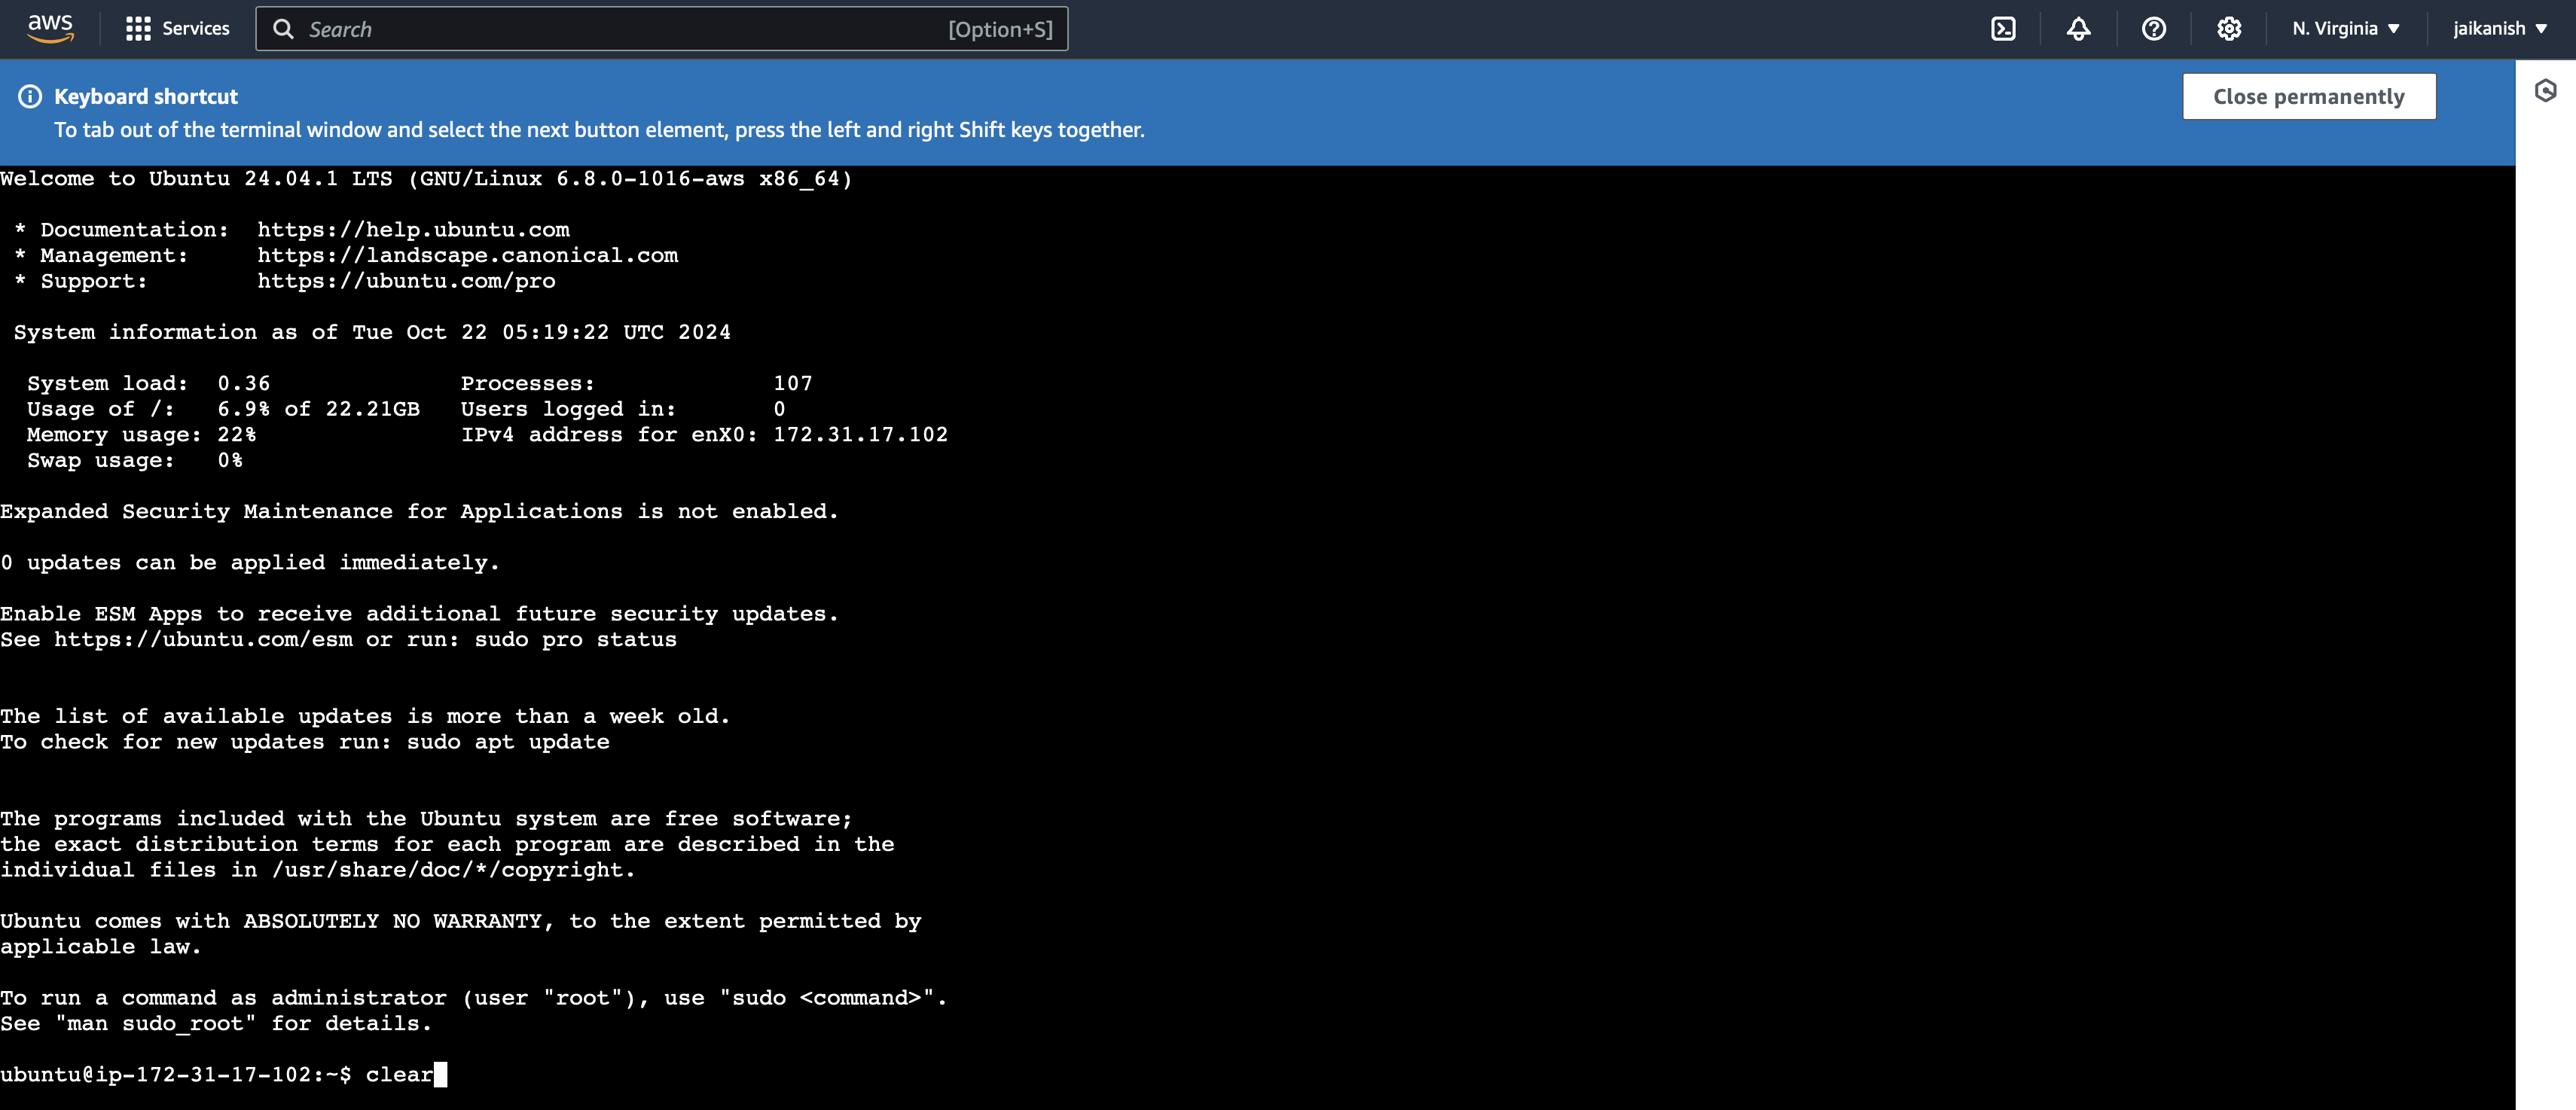 aws
Services
Search
[Option+S]
N. Virginia
jaikanish
Keyboard shortcut
Close permanently
To tab out of the terminal window and select the next button element, press the left and right Shift keys together.
Welcome to Ubuntu 24.04.1 LTS (GNU/Linux 6.8.0-1016-aws x86_64)
* Documentation:  https://help.ubuntu.com
* Management:     https://landscape.canonical.com
* Support:        https://ubuntu.com/pro
System information as of Tue Oct 22 05:19:22 UTC 2024
System load:  0.36              Processes:             107
Usage of /:   6.9% of 22.21GB   Users logged in:       0
Memory usage: 22%               IPv4 address for enX0: 172.31.17.102
Swap usage:   0%
Expanded Security Maintenance for Applications is not enabled.
0 updates can be applied immediately.
Enable ESM Apps to receive additional future security updates.
See https://ubuntu.com/esm or run: sudo pro status
The list of available updates is more than a week old.
To check for new updates run: sudo apt update
The programs included with the Ubuntu system are free software;
the exact distribution terms for each program are described in the
individual files in /usr/share/doc/*/copyright.
Ubuntu comes with ABSOLUTELY NO WARRANTY, to the extent permitted by
applicable law.
To run a command as administrator (user "root"), use "sudo <command>".
See "man sudo_root" for details.
ubuntu@ip-172-31-17-102:~$ clear